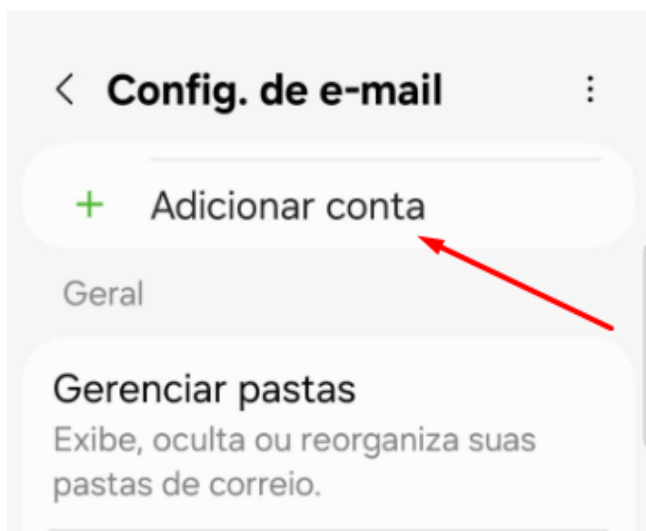 Config. de e-mail
Adicionar conta
Geral
Gerenciar pastas
Exibe, oculta ou reorganiza suas
pastas de correio.